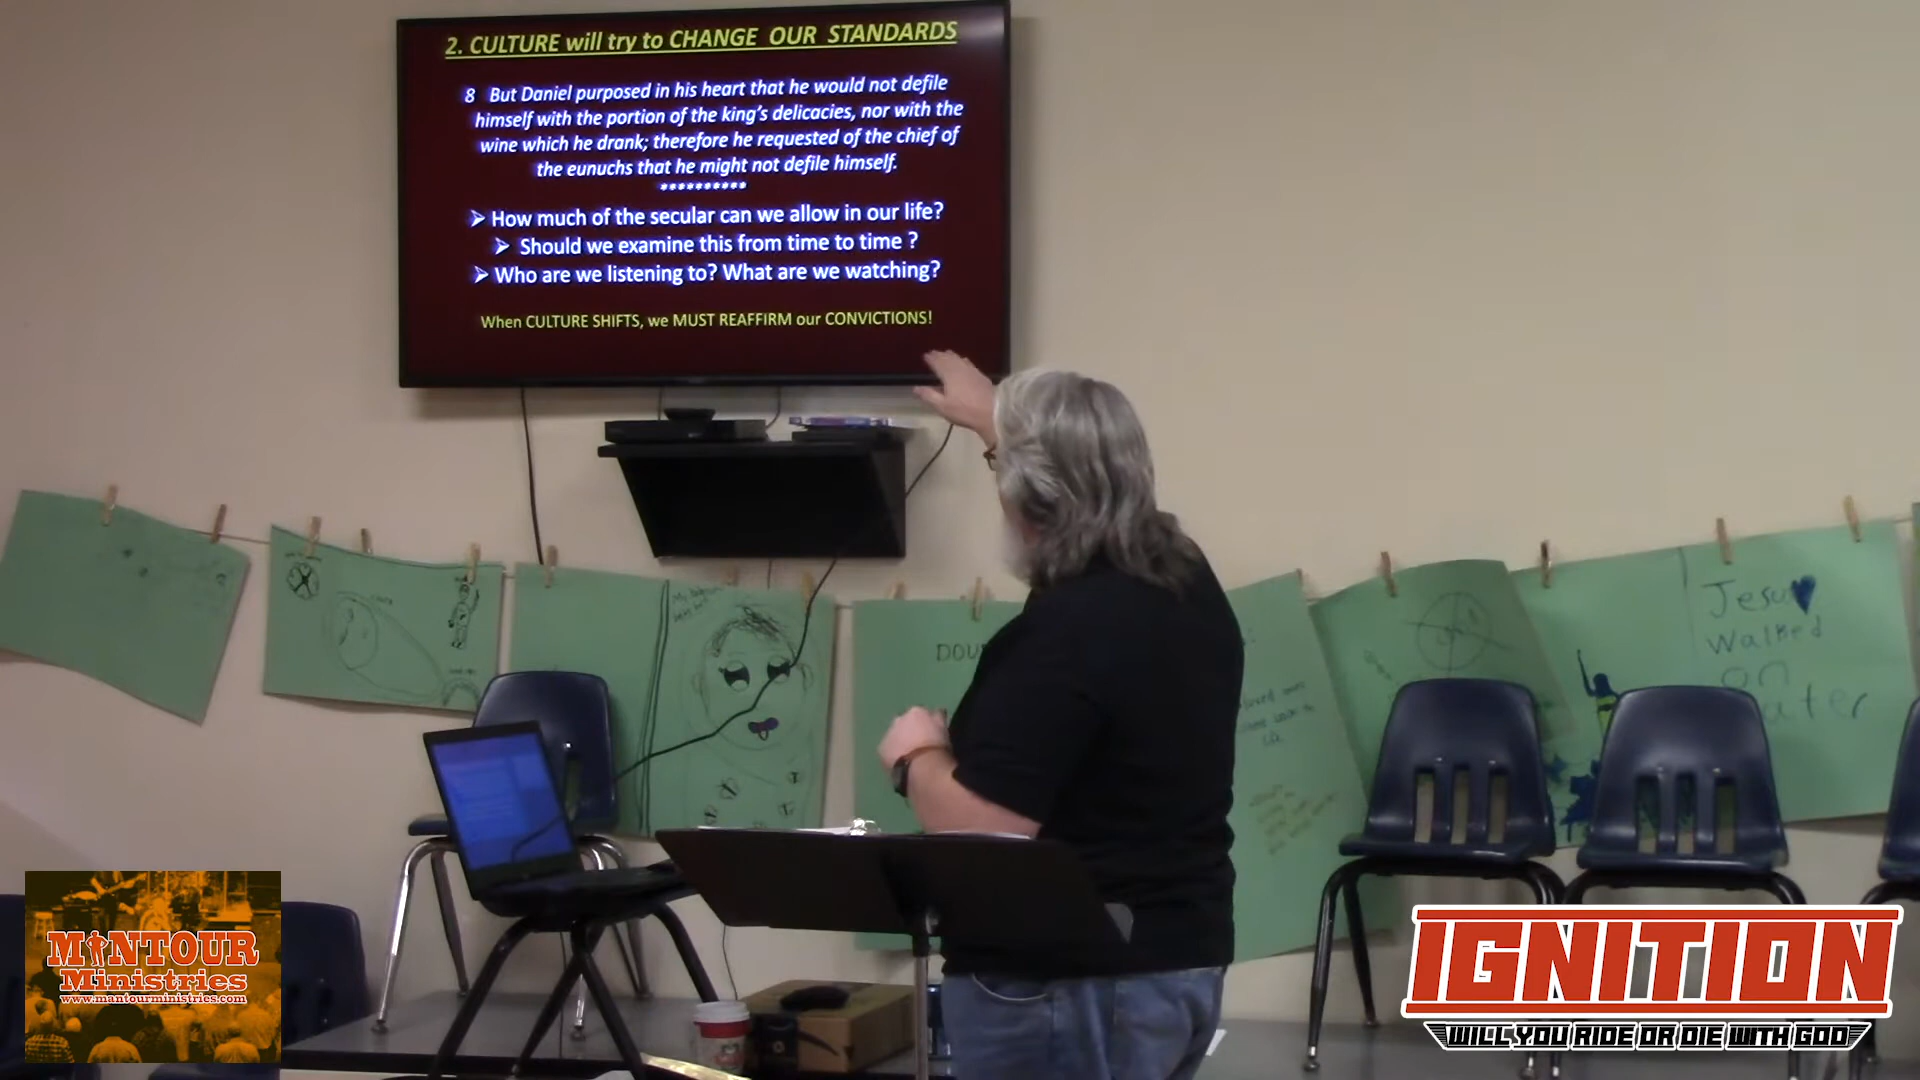 2. CULTURE will try to CHANGE OUR STANDARDS
8 But Daniel purposed in his heart that he would not defile
himself with the portion of the king's delicacies, nor with the
wine which he drank; therefore he requested of the chief of
the eunuchs that he might not defile himself.
**********
➢ How much of the secular can we allow in our life?
➢ Should we examine this from time to time ?
➢ Who are we listening to? What are we watching?
When CULTURE SHIFTS, we MUST REAFFIRM our CONVICTIONS!
DOU
Jesus
Walked
on
water
MANTOUR
Ministries
www.mantourministries.com
IGNITION
WILL YOU RIDE OR DIE WITH GOD